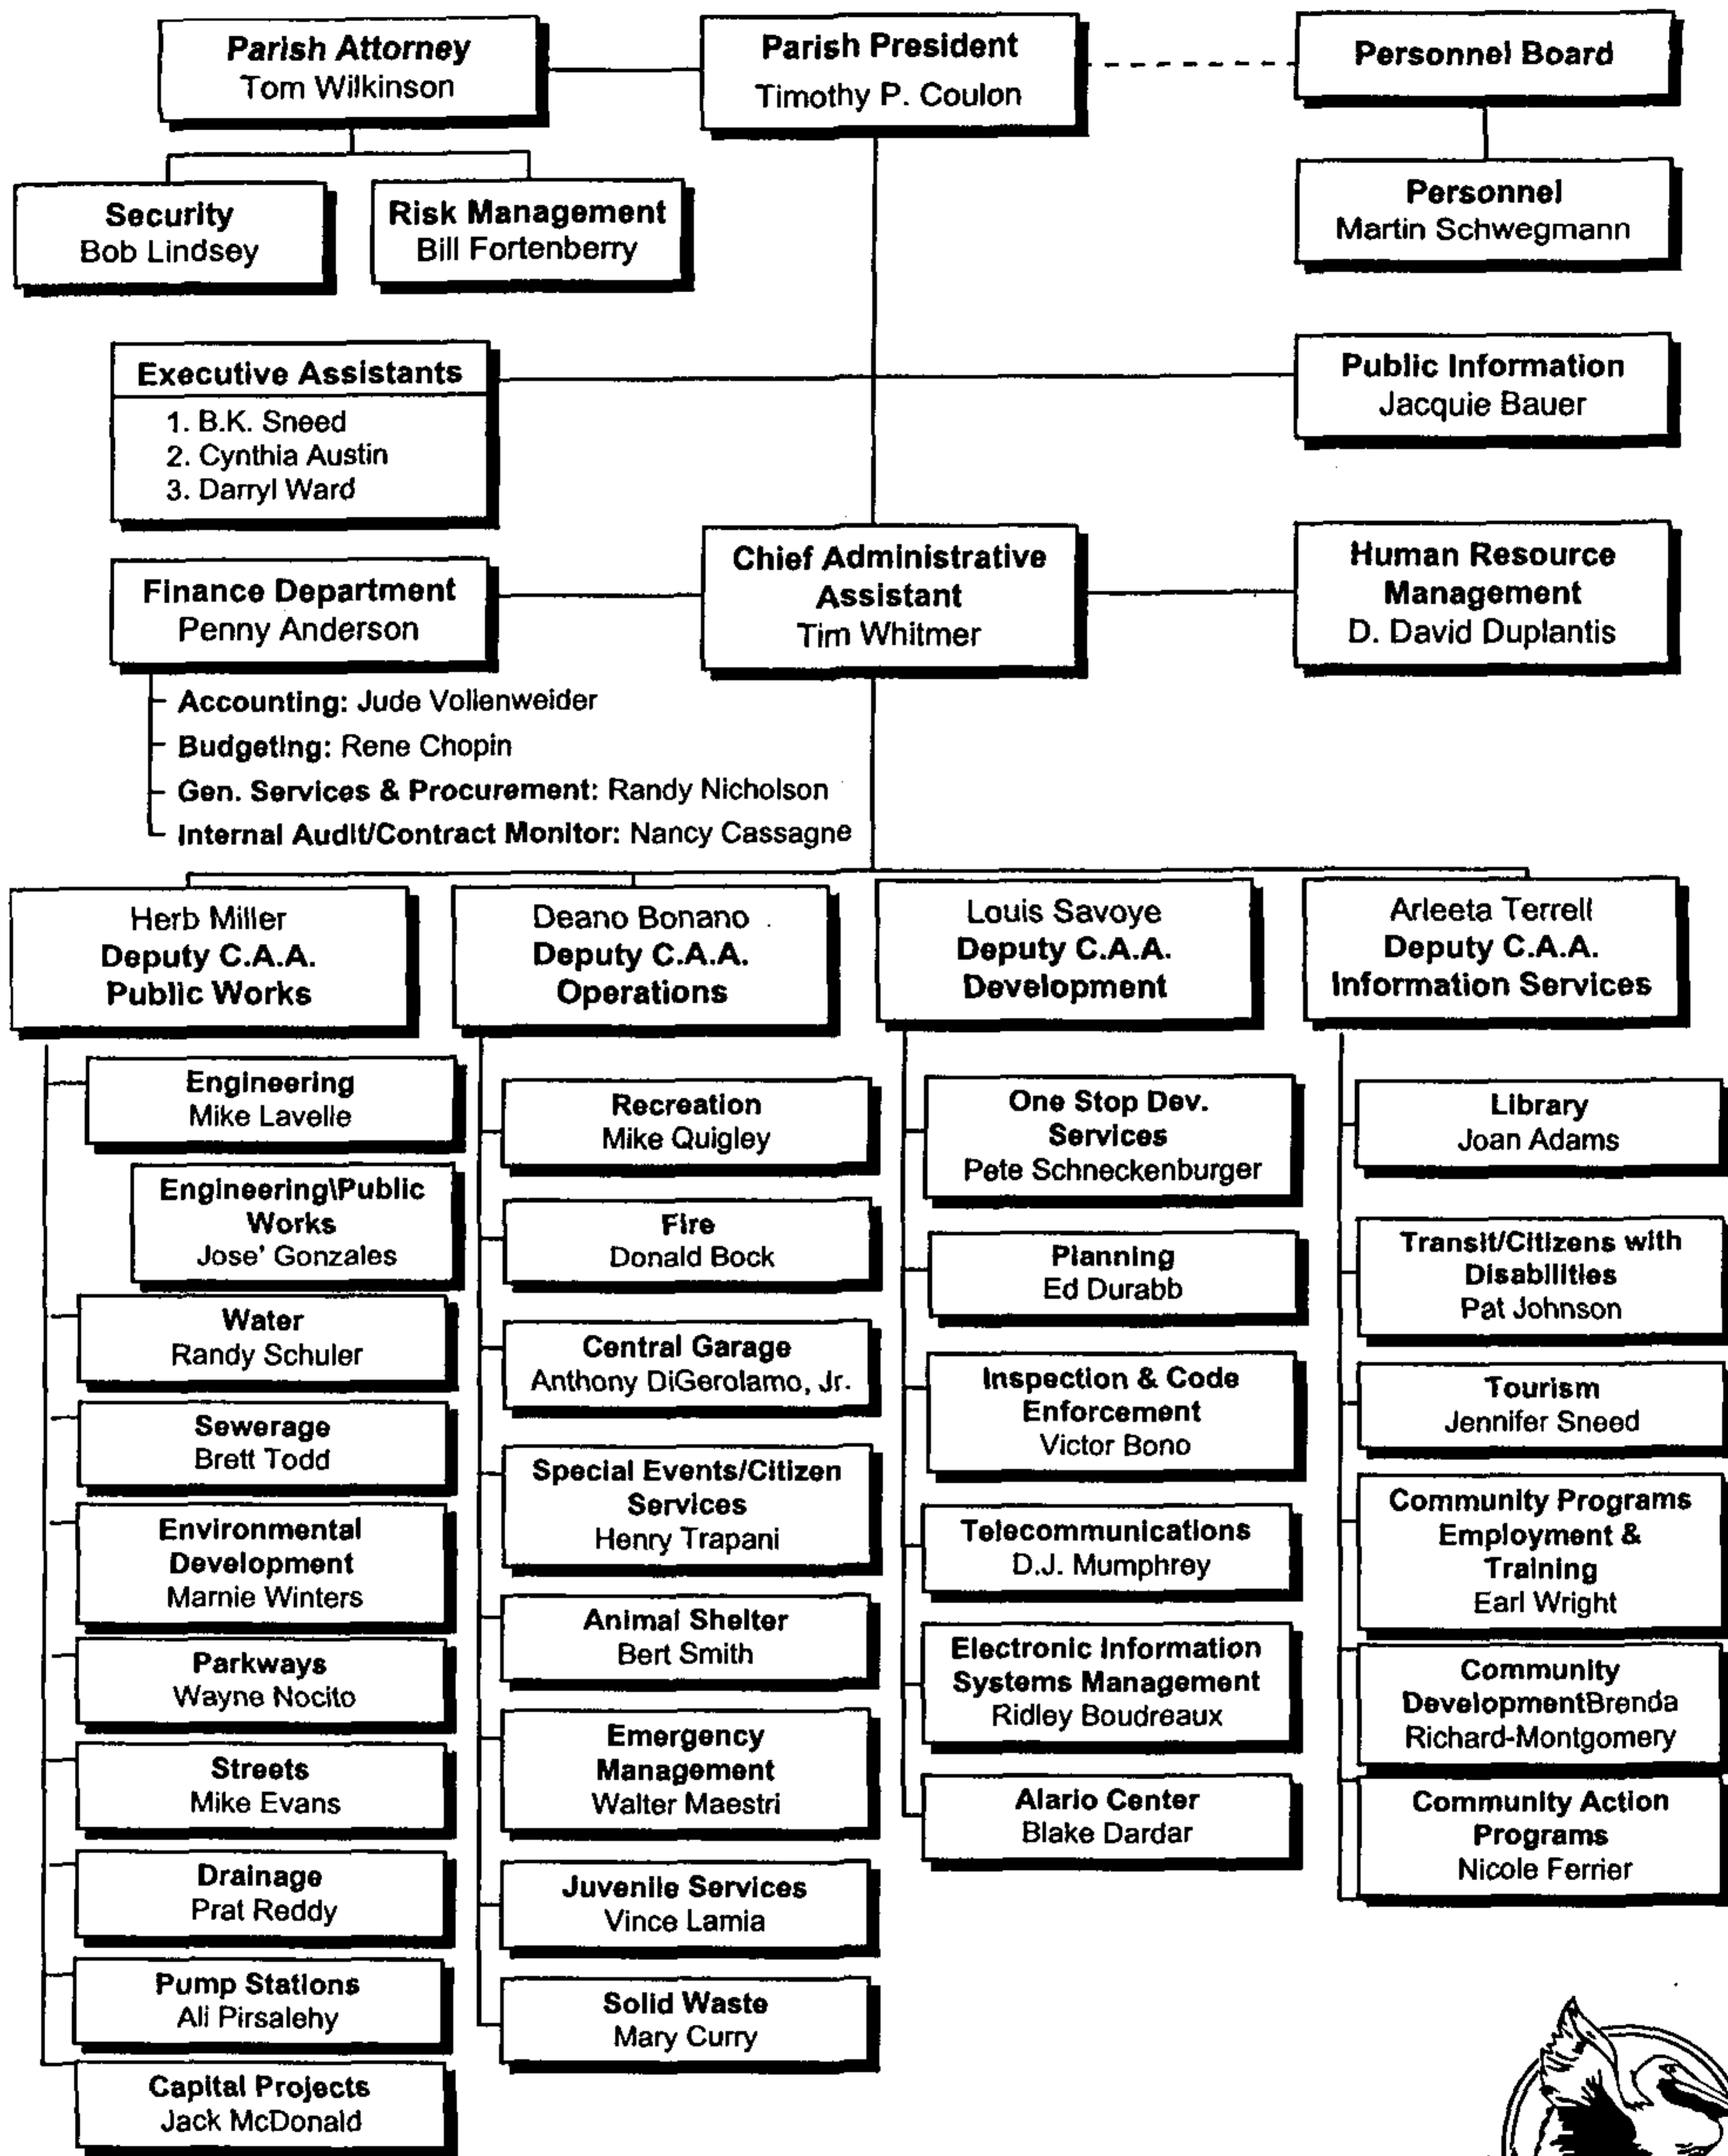 Parish Attorney
Tom Wilkinson
Parish President
Timothy P. Coulon
Personnel Board
Security
Bob Lindsey
Risk Management
Bill Fortenberry
Personnel
Martin Schwegmann
Executive Assistants
1. B.K. Sneed
2. Cynthia Austin
3. Darryl Ward
Public Information
Jacquie Bauer
Finance Department
Penny Anderson
Chief Administrative
Assistant
Tim Whitmer
Human Resource
Management
D. David Duplantis
Accounting: Jude Vollenweider
Budgeting: Rene Chopin
Gen. Services & Procurement: Randy Nicholson
Internal Audit/Contract Monitor: Nancy Cassagne
Herb Miller
Deputy C.A.A.
Public Works
Deano Bonano
Deputy C.A.A.
Operations
Louis Savoye
Deputy C.A.A.
Development
Arleeta Terrell
Deputy C.A.A.
Information Services
Engineering
Mike Lavelle
Engineering\Public
Works
Jose' Gonzales
Water
Randy Schuler
Sewerage
Brett Todd
Environmental
Development
Marnie Winters
Parkways
Wayne Nocito
Streets
Mike Evans
Drainage
Prat Reddy
Pump Stations
Ali Pirsalehy
Capital Projects
Jack McDonald
Recreation
Mike Quigley
Fire
Donald Bock
Central Garage
Anthony DiGerolamo, Jr.
Special Events/Citizen
Services
Henry Trapani
Animal Shelter
Bert Smith
Emergency
Management
Walter Maestri
Juvenile Services
Vince Lamia
Solid Waste
Mary Curry
One Stop Dev.
Services
Pete Schneckenburger
Planning
Ed Durabb
Inspection & Code
Enforcement
Victor Bono
Telecommunications
D.J. Mumphrey
Electronic Information
Systems Management
Ridley Boudreaux
Alario Center
Blake Dardar
Library
Joan Adams
Transit/Citizens with
Disabilities
Pat Johnson
Tourism
Jennifer Sneed
Community Programs
Employment &
Training
Earl Wright
Community
DevelopmentBrenda
Richard-Montgomery
Community Action
Programs
Nicole Ferrier